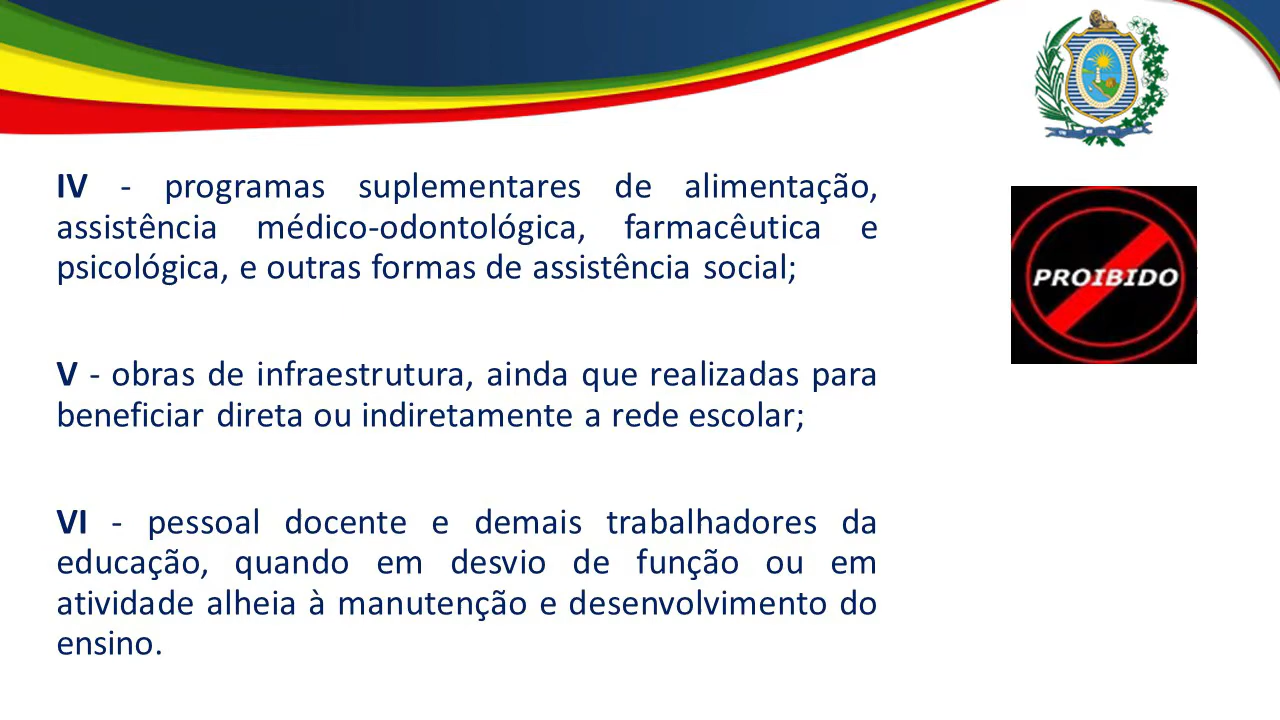 IV - programas suplementares de alimentação,
assistência médico-odontológica, farmacêutica e
psicológica, e outras formas de assistência social;
PROIBIDO
V - obras de infraestrutura, ainda que realizadas para
beneficiar direta ou indiretamente a rede escolar;
VI - pessoal docente e demais trabalhadores da
educação, quando em desvio de função ou em
atividade alheia à manutenção e desenvolvimento do
ensino.